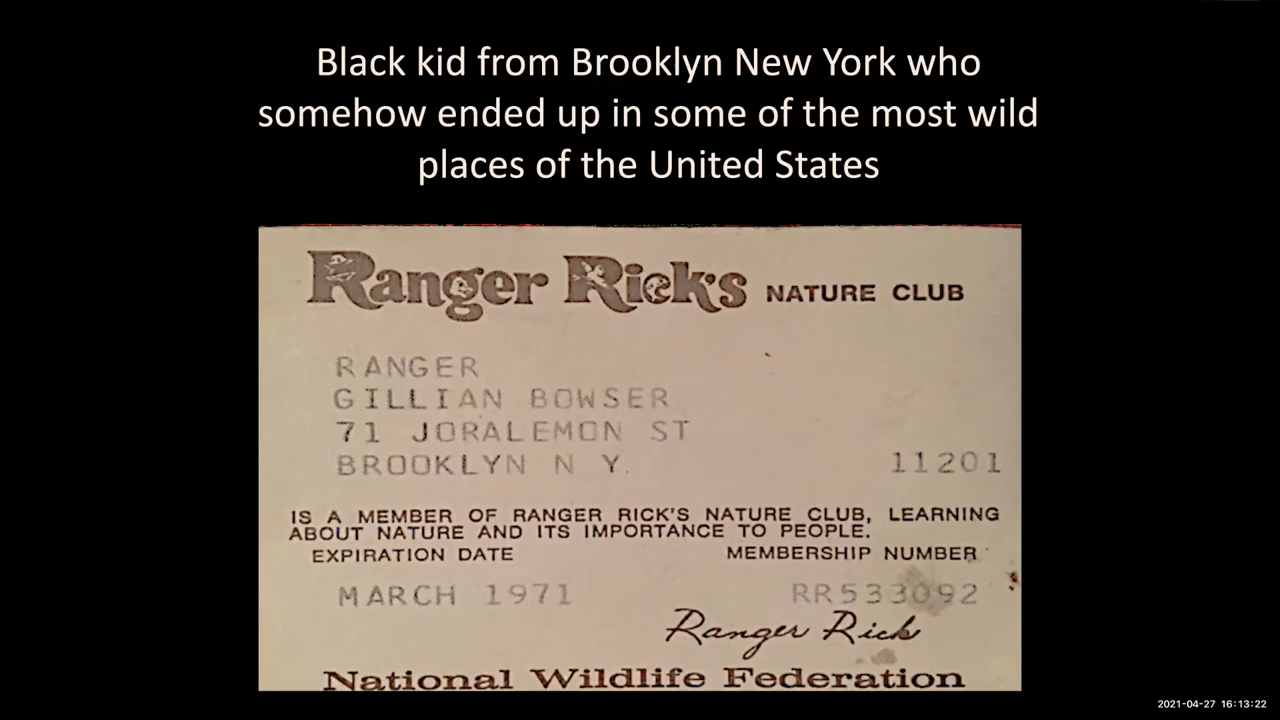 Black kid from Brooklyn New York who
somehow ended up in some of the most wild
places of the United States
Ranger Rick's NATURE CLUB
RANGER
GILLIAN BOWSER
71 JORALEMON ST
BROOKLYN N Y. 11201
IS A MEMBER OF RANGER RICK'S NATURE CLUB, LEARNING
ABOUT NATURE AND ITS IMPORTANCE TO PEOPLE.
EXPIRATION DATE MEMBERSHIP NUMBER
MARCH 1971 RR533092
Ranger Rick
National Wildlife Federation
2021-04-27 16:13:22